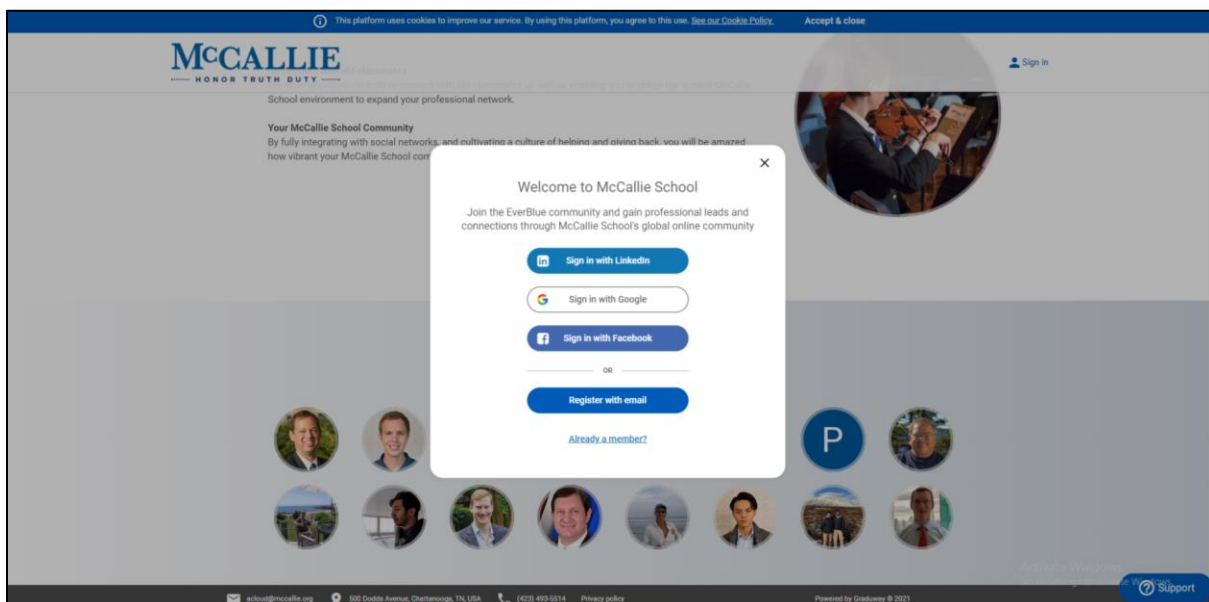 This platform uses cookies to improve our service. By using this platform, you agree to this use. See our Cookie Policy. Accept & close
McCALLIE
HONOR TRUTH DUTY
Sign in
School environment to expand your professional network.
Your McCallie School Community
By fully integrating with social networks, and cultivating a culture of helping and giving back, you will be amazed
how vibrant your McCallie School com
Welcome to McCallie School
Join the EverBlue community and gain professional leads and
connections through McCallie School's global online community
in Sign in with LinkedIn
G Sign in with Google
f Sign in with Facebook
OR
Register with email
Already a member?
P
Activate Windows
acloud@mccallie.org 500 Dodds Avenue, Chattanooga, TN, USA (423) 493-5514 Privacy policy Powered by Graduway © 2021
Support